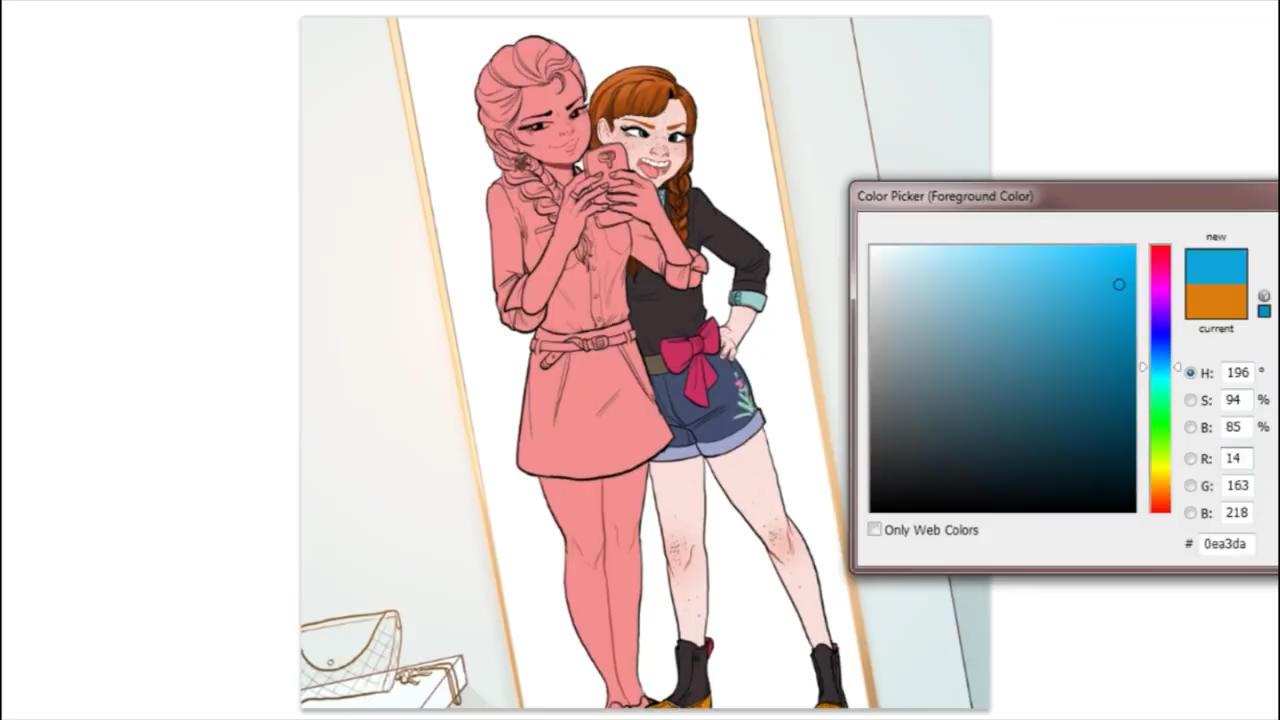 Color Picker (Foreground Color)
new
current
H: 196 °
S: 94 %
B: 85 %
R: 14
G: 163
B: 218
Only Web Colors
# 0ea3da